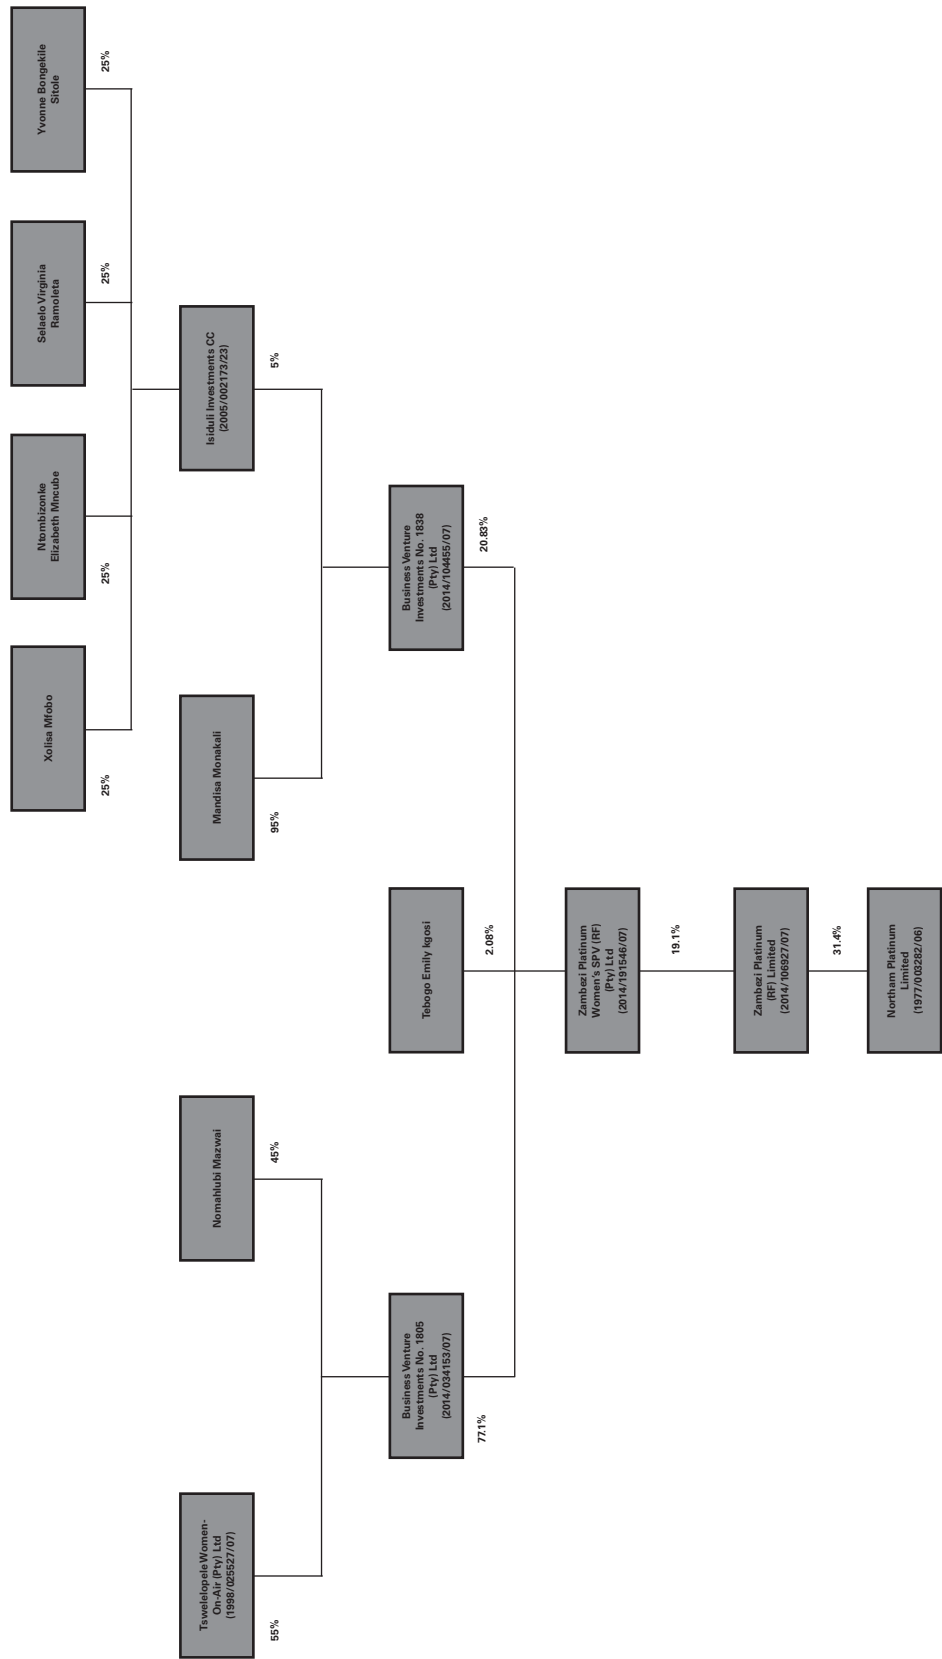 Xolisa Mfobo
25%
Ntombizonke
Elizabeth Mncube
25%
Selaelo Virginia
Ramoleta
25%
Yvonne Bongekile
Sitole
25%
Tswelelopele Women-
On-Air (Pty) Ltd
(1998/025527/07)
55%
Nomahlubi Mazwai
45%
Mandisa Monakali
95%
Isiduli Investments CC
(2005/002173/23)
5%
Business Venture
Investments No. 1805
(Pty) Ltd
(2014/034153/07)
77.1%
Tebogo Emily kgosi
2.08%
Business Venture
Investments No. 1838
(Pty) Ltd
(2014/104455/07)
20.83%
Zambezi Platinum
Women's SPV (RF)
(Pty) Ltd
(2014/191546/07)
19.1%
Zambezi Platinum
(RF) Limited
(2014/106927/07)
31.4%
Northam Platinum
Limited
(1977/003282/06)